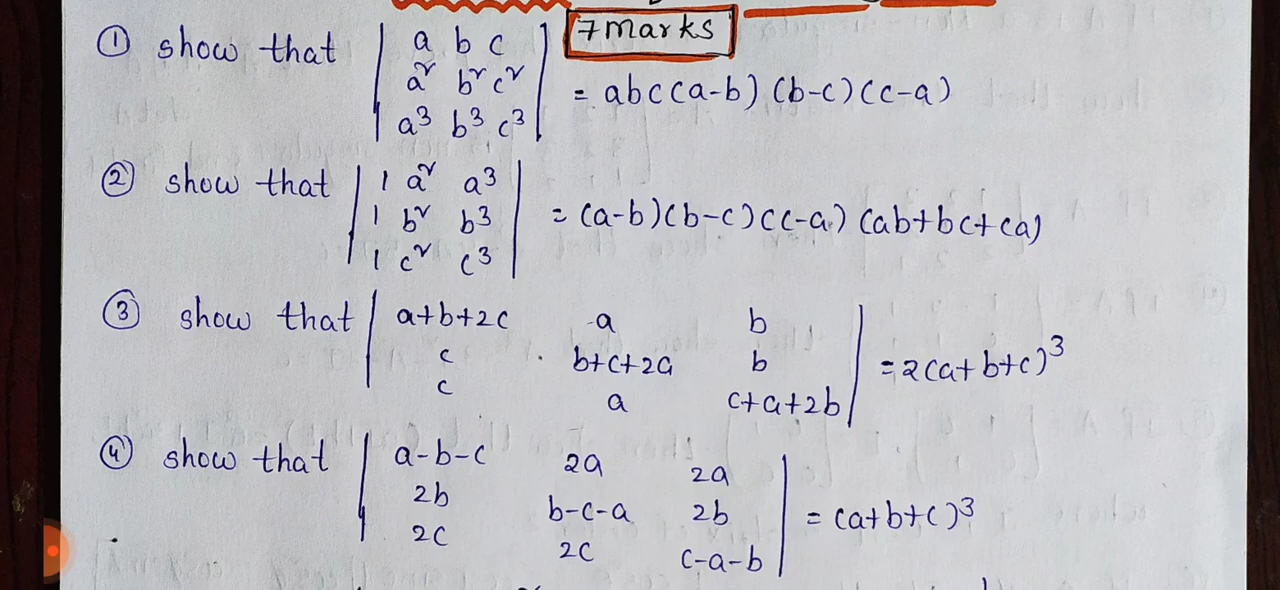 7 marks
① show that | a b c |
| a² b² c² | = abc(a-b)(b-c)(c-a)
| a³ b³ c³ |
② show that | 1 a² a³ |
| 1 b² b³ | = (a-b)(b-c)(c-a)(ab+bc+ca)
| 1 c² c³ |
③ show that | a+b+2c a b |
| c b+c+2a b | = 2(a+b+c)³
| c a c+a+2b |
④ show that | a-b-c 2a 2a |
| 2b b-c-a 2b | = (a+b+c)³
| 2c 2c c-a-b |